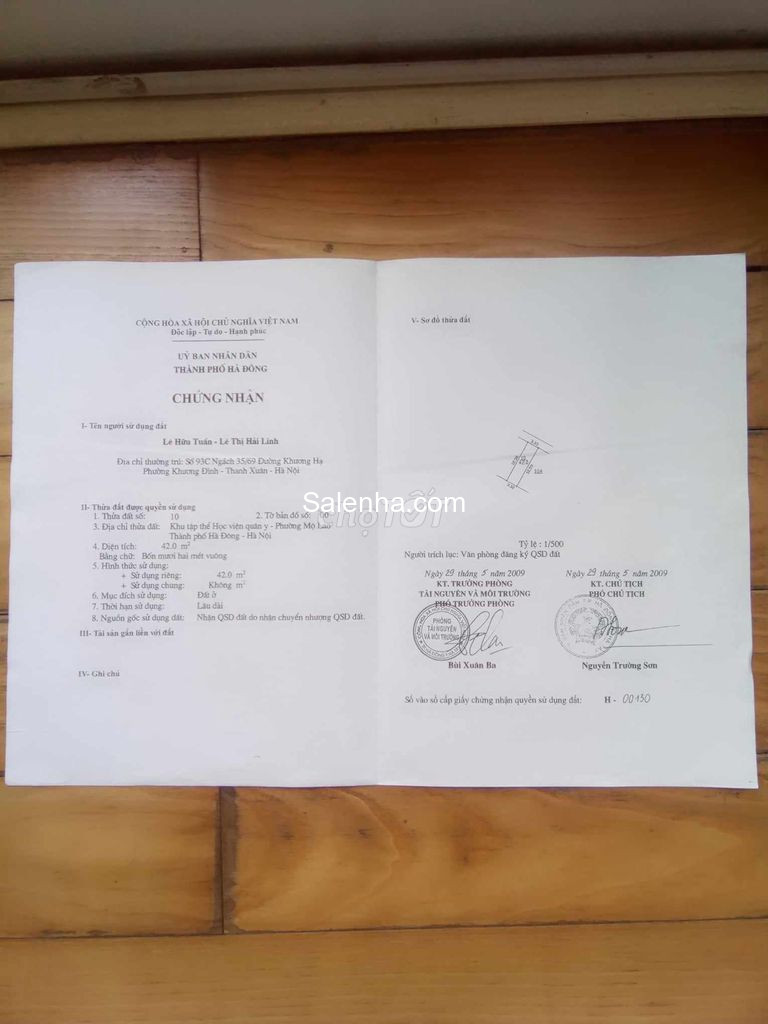 CỘNG HÒA XÃ HỘI CHỦ NGHĨA VIỆT NAM
Độc lập - Tự do - Hạnh phúc
UỶ BAN NHÂN DÂN
THÀNH PHỐ HÀ ĐÔNG
CHỨNG NHẬN
I- Tên người sử dụng đất
Lê Hữu Tuấn - Lê Thị Hải Linh
Địa chỉ thường trú: Số 93C Ngách 35/69 Đường Khương Hạ
Phường Khương Đình - Thanh Xuân - Hà Nội
II- Thửa đất được quyền sử dụng
1. Thửa đất số: 10 2. Tờ bản đồ số: 00
3. Địa chỉ thửa đất: Khu tập thể Học viện quân y - Phường Mộ Lao
Thành phố Hà Đông - Hà Nội
4. Diện tích: 42.0 m2
Bằng chữ: Bốn mươi hai mét vuông
5. Hình thức sử dụng:
+ Sử dụng riêng: 42.0 m2
+ Sử dụng chung: Không m2
6. Mục đích sử dụng: Đất ở
7. Thời hạn sử dụng: Lâu dài
8. Nguồn gốc sử dụng đất: Nhận QSD đất do nhận chuyển nhượng QSD đất.
III- Tài sản gắn liền với đất
IV- Ghi chú
V- Sơ đồ thửa đất
Salenha.com
chợTỐT
Tỷ lệ : 1/500
Người trích lục: Văn phòng đăng ký QSD đất
Ngày 29 tháng 5 năm 2009
KT. TRƯỞNG PHÒNG
TÀI NGUYÊN VÀ MÔI TRƯỜNG
PHÓ TRƯỞNG PHÒNG
PHÒNG
TÀI NGUYÊN
VÀ MÔI TRƯỜNG
Bùi Xuân Ba
Ngày 29 tháng 5 năm 2009
KT. CHỦ TỊCH
PHÓ CHỦ TỊCH
Nguyễn Trường Sơn
Số vào sổ cấp giấy chứng nhận quyền sử dụng đất: H - 00130